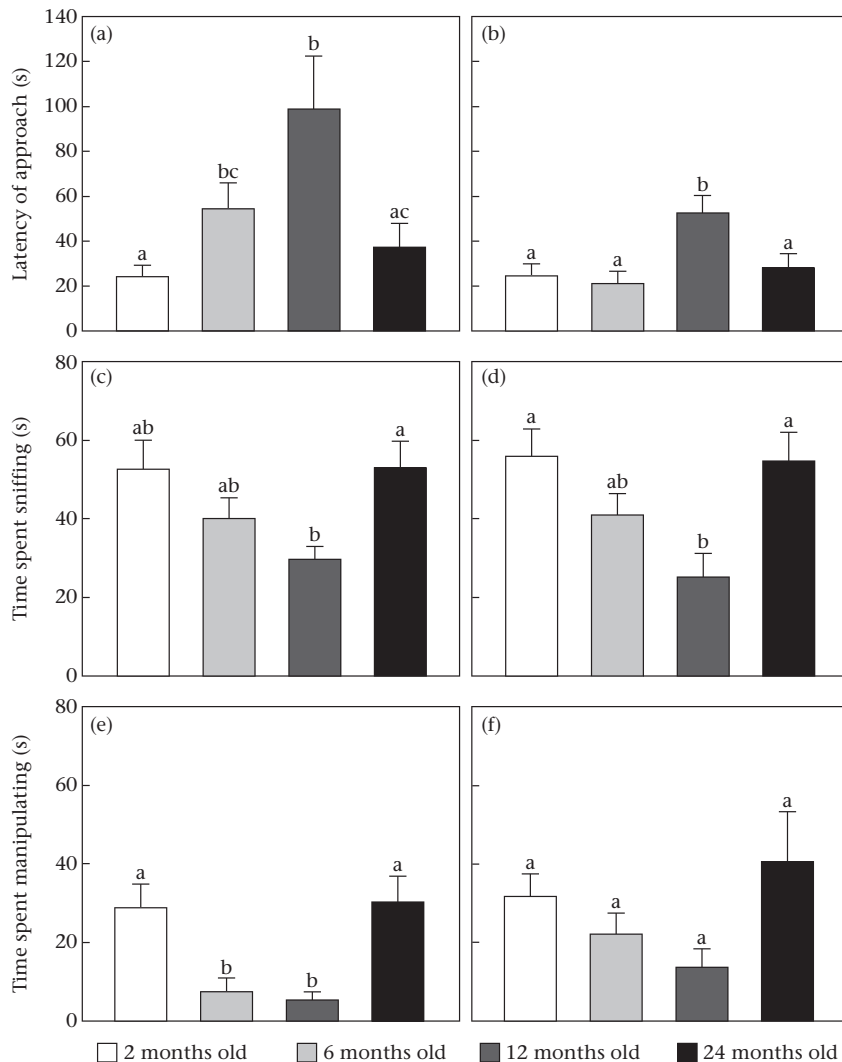 140
120
100
80
60
40
20
0
Latency of approach (s)
(a)
a
bc
b
ac
(b)
a
a
b
a
80
60
40
20
0
Time spent sniffing (s)
(c)
ab
ab
b
a
(d)
a
ab
b
a
80
60
40
20
0
Time spent manipulating (s)
(e)
a
b
b
a
(f)
a
a
a
a
2 months old 6 months old 12 months old 24 months old